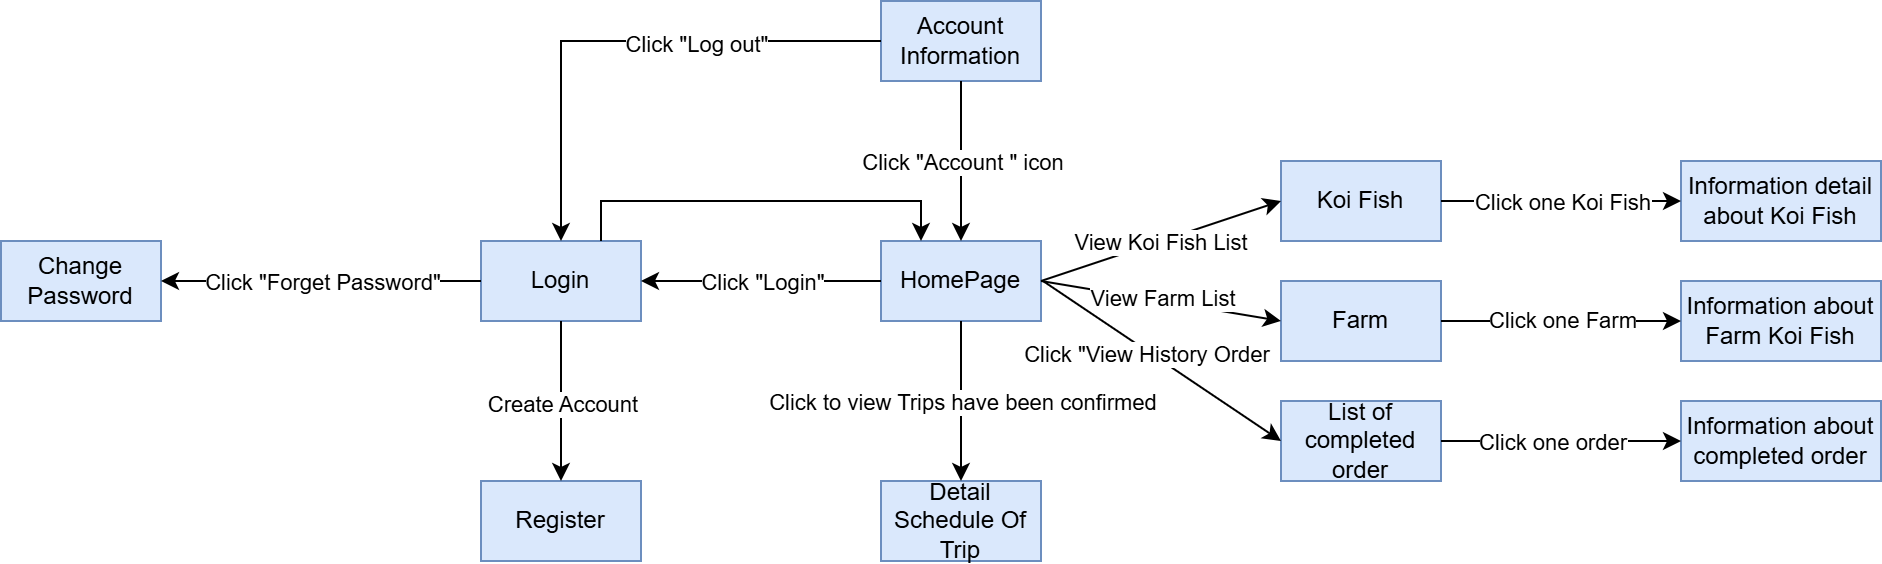 Account
Information
Click "Log out"
Click "Account " icon
Koi Fish
Click one Koi Fish
Information detail
about Koi Fish
View Koi Fish List
Change
Password
Click "Forget Password"
Login
Click "Login"
HomePage
View Farm List
Farm
Click one Farm
Information about
Farm Koi Fish
Click "View History Order
Create Account
Click to view Trips have been confirmed
List of
completed
order
Click one order
Information about
completed order
Register
Detail
Schedule Of
Trip